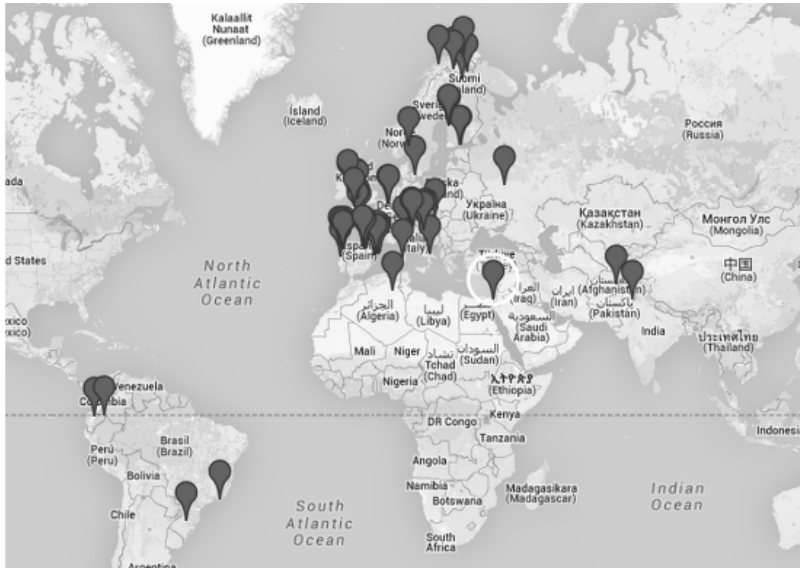 Kalaallit
Nunaat
(Greenland)
Ísland
(Iceland)
Suomi
Россия
(Russia)
Україна
(Ukraine)
Қазақстан
(Kazakhstan)
Монгол Улс
(Mongolia)
中国
(China)
ada
d States
North
Atlantic
Ocean
(Spain)
Italy
Türkiye
العراق
(Iraq)
ایران
(Iran)
(Afghanistan)
پاکستان
(Pakistan)
الجزائر
(Algeria)
ليبيا
(Libya)
(Egypt)
السعودية
(Saudi
Arabia)
India
ประเทศไทย
(Thailand)
Mali
Niger
تشاد
Tchad
(Chad)
السودان
(Sudan)
Nigeria
ኢትዮጵያ
(Ethiopia)
Venezuela
DR Congo
Kenya
Tanzania
Indonesi
Perú
(Peru)
Brasil
(Brazil)
Bolivia
Angola
Namibia
Botswana
Madagasikara
(Madagascar)
Chile
South
Atlantic
Ocean
Indian
Ocean
South
Africa
Argentina